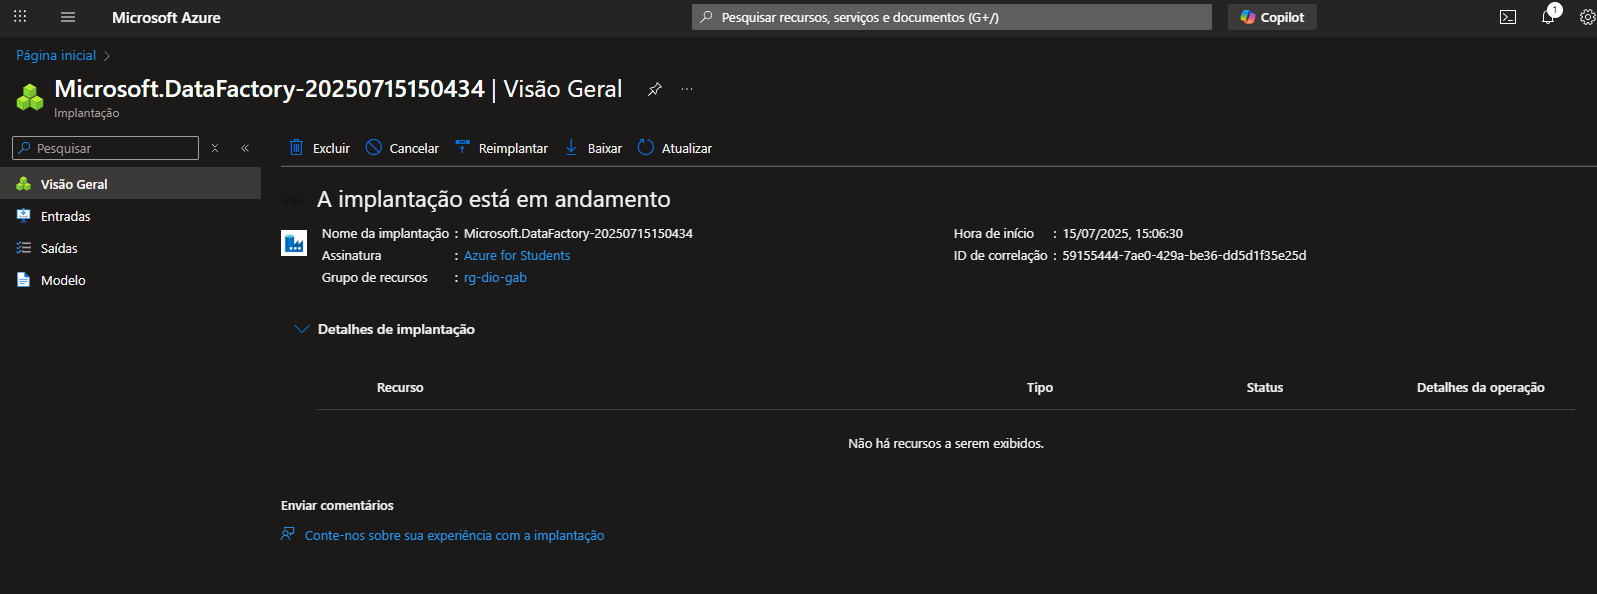 Microsoft Azure
Pesquisar recursos, serviços e documentos (G+/)
Copilot
1
Página inicial
Microsoft.DataFactory-20250715150434 | Visão Geral
Implantação
Pesquisar
Excluir
Cancelar
Reimplantar
Baixar
Atualizar
Visão Geral
Entradas
Saídas
Modelo
A implantação está em andamento
Nome da implantação : Microsoft.DataFactory-20250715150434
Assinatura : Azure for Students
Grupo de recursos : rg-dio-gab
Hora de início : 15/07/2025, 15:06:30
ID de correlação : 59155444-7ae0-429a-be36-dd5d1f35e25d
Detalhes de implantação
Recurso Tipo Status Detalhes da operação
Não há recursos a serem exibidos.
Enviar comentários
Conte-nos sobre sua experiência com a implantação